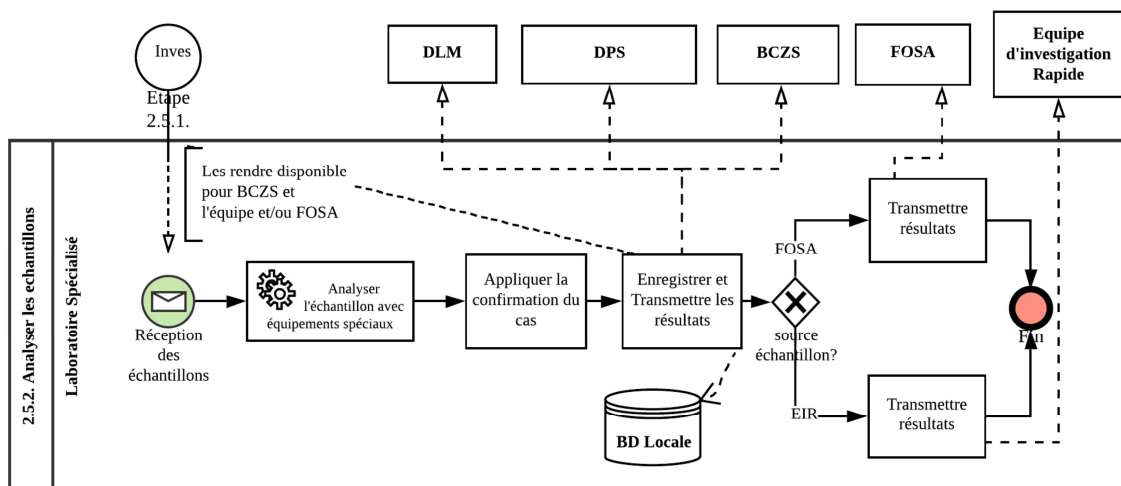 Inves
Etape
2.5.1.
DLM
DPS
BCZS
FOSA
Equipe
d'investigation
Rapide
2.5.2. Analyser les echantillons
Laboratoire Spécialisé
Les rendre disponible
pour BCZS et
l'équipe et/ou FOSA
Réception
des
échantillons
Analyser
l'échantillon avec
équipements spéciaux
Appliquer la
confirmation du
cas
Enregistrer et
Transmettre les
résultats
BD Locale
source
échantillon?
FOSA
EIR
Transmettre
résultats
Transmettre
résultats
Fin